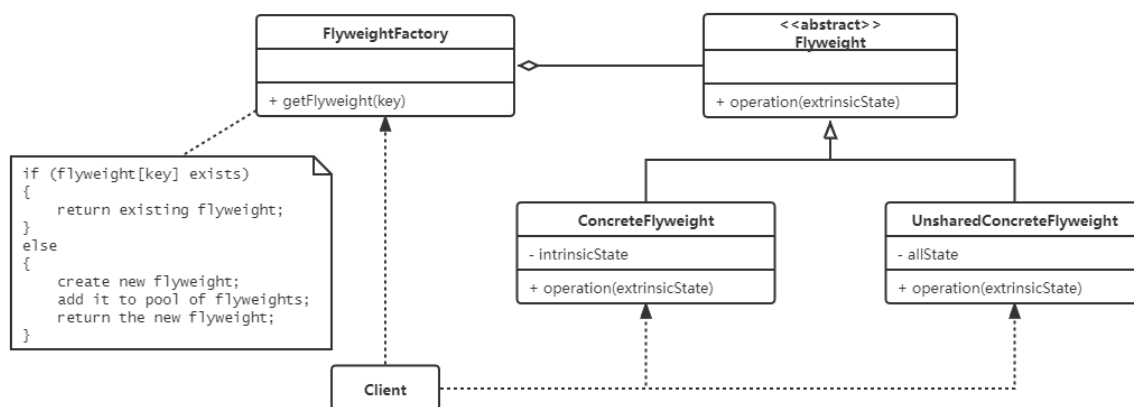 FlyweightFactory
+ getFlyweight(key)
<<abstract>>
Flyweight
+ operation(extrinsicState)
if (flyweight[key] exists)
{
    return existing flyweight;
}
else
{
    create new flyweight;
    add it to pool of flyweights;
    return the new flyweight;
}
ConcreteFlyweight
- intrinsicState
+ operation(extrinsicState)
UnsharedConcreteFlyweight
- allState
+ operation(extrinsicState)
Client